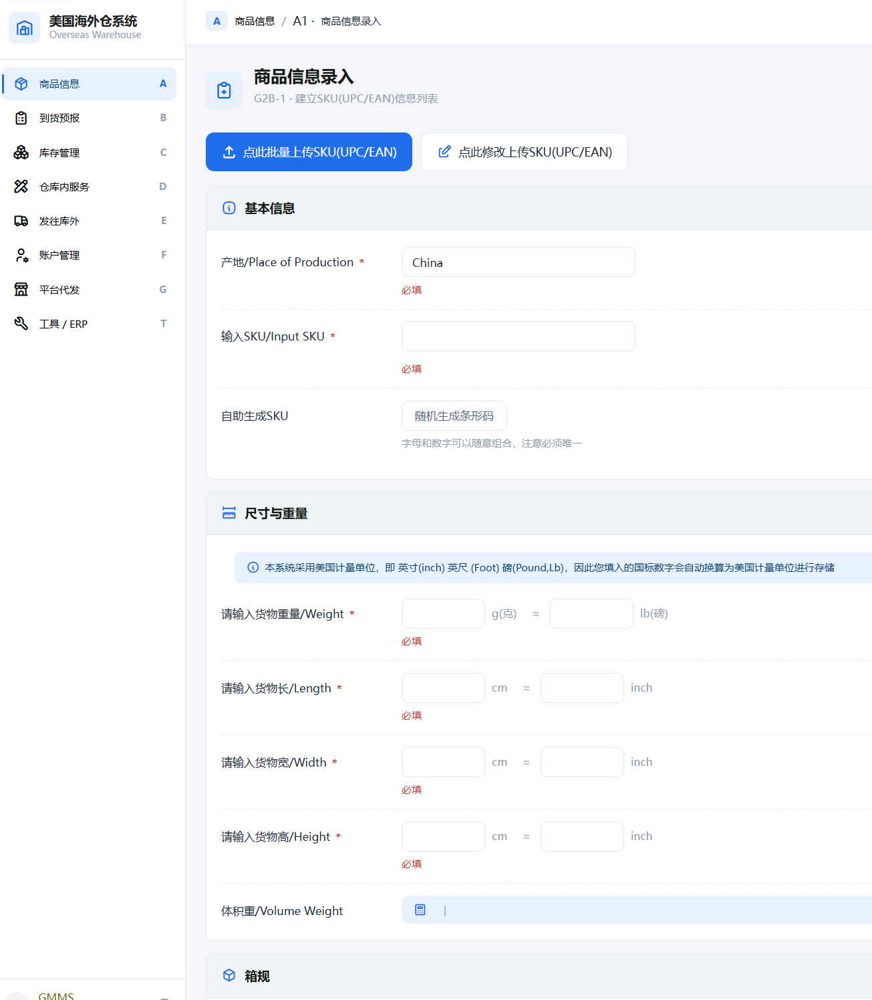 美国海外仓系统
Overseas Warehouse
商品信息 A
到货预报 B
库存管理 C
仓库内服务 D
发往库外 E
账户管理 F
平台代发 G
工具 / ERP T
GMMS
A 商品信息 / A1 · 商品信息录入
商品信息录入
G2B-1 · 建立SKU(UPC/EAN)信息列表
点此批量上传SKU(UPC/EAN) 点此修改上传SKU(UPC/EAN)
基本信息
产地/Place of Production * China
必填
输入SKU/Input SKU *
必填
自助生成SKU 随机生成条形码
字母和数字可以随意组合，注意必须唯一
尺寸与重量
本系统采用美国计量单位，即 英寸(inch) 英尺 (Foot) 磅(Pound,Lb)，因此您填入的国标数字会自动换算为美国计量单位进行存储
请输入货物重量/Weight * g(克) ≈ lb(磅)
必填
请输入货物长/Length * cm ≈ inch
必填
请输入货物宽/Width * cm ≈ inch
必填
请输入货物高/Height * cm ≈ inch
必填
体积重/Volume Weight |
箱规